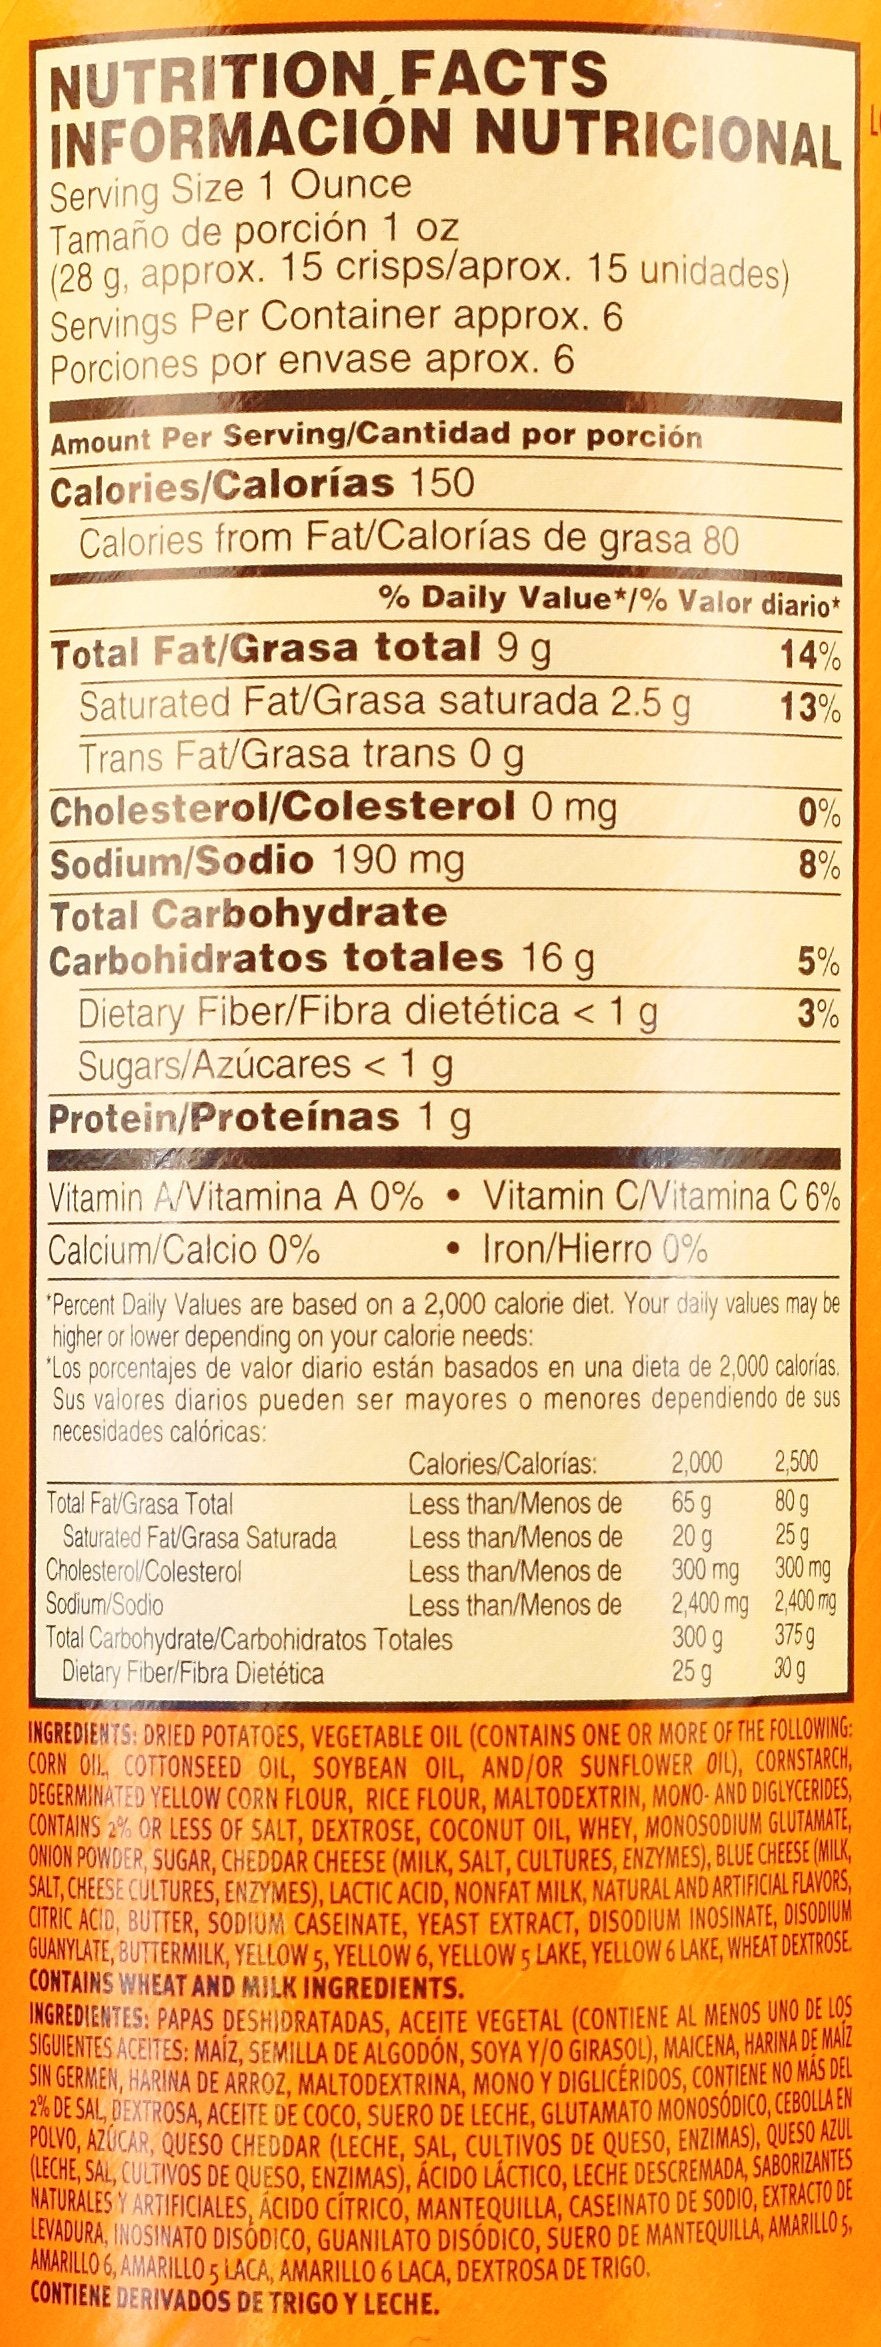 NUTRITION FACTS
INFORMACIÓN NUTRICIONAL
Serving Size 1 Ounce
Tamaño de porción 1 oz
(28 g, approx. 15 crisps/aprox. 15 unidades)
Servings Per Container approx. 6
Porciones por envase aprox. 6
Amount Per Serving/Cantidad por porción
Calories/Calorías 150
Calories from Fat/Calorías de grasa 80
% Daily Value*/% Valor diario*
Total Fat/Grasa total 9 g 14%
Saturated Fat/Grasa saturada 2.5 g 13%
Trans Fat/Grasa trans 0 g
Cholesterol/Colesterol 0 mg 0%
Sodium/Sodio 190 mg 8%
Total Carbohydrate
Carbohidratos totales 16 g 5%
Dietary Fiber/Fibra dietética < 1 g 3%
Sugars/Azúcares < 1 g
Protein/Proteínas 1 g
Vitamin A/Vitamina A 0% • Vitamin C/Vitamina C 6%
Calcium/Calcio 0% • Iron/Hierro 0%
*Percent Daily Values are based on a 2,000 calorie diet. Your daily values may be
higher or lower depending on your calorie needs:
*Los porcentajes de valor diario están basados en una dieta de 2,000 calorías.
Sus valores diarios pueden ser mayores o menores dependiendo de sus
necesidades calóricas:
Calories/Calorías: 2,000 2,500
Total Fat/Grasa Total Less than/Menos de 65 g 80 g
Saturated Fat/Grasa Saturada Less than/Menos de 20 g 25 g
Cholesterol/Colesterol Less than/Menos de 300 mg 300 mg
Sodium/Sodio Less than/Menos de 2,400 mg 2,400 mg
Total Carbohydrate/Carbohidratos Totales 300 g 375 g
Dietary Fiber/Fibra Dietética 25 g 30 g
INGREDIENTS: DRIED POTATOES, VEGETABLE OIL (CONTAINS ONE OR MORE OF THE FOLLOWING:
CORN OIL, COTTONSEED OIL, SOYBEAN OIL, AND/OR SUNFLOWER OIL), CORNSTARCH,
DEGERMINATED YELLOW CORN FLOUR, RICE FLOUR, MALTODEXTRIN, MONO- AND DIGLYCERIDES,
CONTAINS 2% OR LESS OF SALT, DEXTROSE, COCONUT OIL, WHEY, MONOSODIUM GLUTAMATE,
ONION POWDER, SUGAR, CHEDDAR CHEESE (MILK, SALT, CULTURES, ENZYMES), BLUE CHEESE (MILK,
SALT, CHEESE CULTURES, ENZYMES), LACTIC ACID, NONFAT MILK, NATURAL AND ARTIFICIAL FLAVORS,
CITRIC ACID, BUTTER, SODIUM CASEINATE, YEAST EXTRACT, DISODIUM INOSINATE, DISODIUM
GUANYLATE, BUTTERMILK, YELLOW 5, YELLOW 6, YELLOW 5 LAKE, YELLOW 6 LAKE, WHEAT DEXTROSE.
CONTAINS WHEAT AND MILK INGREDIENTS.
INGREDIENTES: PAPAS DESHIDRATADAS, ACEITE VEGETAL (CONTIENE AL MENOS UNO DE LOS
SIGUIENTES ACEITES: MAÍZ, SEMILLA DE ALGODÓN, SOYA Y/O GIRASOL), MAICENA, HARINA DE MAÍZ
SIN GERMEN, HARINA DE ARROZ, MALTODEXTRINA, MONO Y DIGLICÉRIDOS, CONTIENE NO MÁS DEL
2% DE SAL, DEXTROSA, ACEITE DE COCO, SUERO DE LECHE, GLUTAMATO MONOSÓDICO, CEBOLLA EN
POLVO, AZÚCAR, QUESO CHEDDAR (LECHE, SAL, CULTIVOS DE QUESO, ENZIMAS), QUESO AZUL
(LECHE, SAL, CULTIVOS DE QUESO, ENZIMAS), ÁCIDO LÁCTICO, LECHE DESCREMADA, SABORIZANTES
NATURALES Y ARTIFICIALES, ÁCIDO CÍTRICO, MANTEQUILLA, CASEINATO DE SODIO, EXTRACTO DE
LEVADURA, INOSINATO DISÓDICO, GUANILATO DISÓDICO, SUERO DE MANTEQUILLA, AMARILLO 5,
AMARILLO 6, AMARILLO 5 LACA, AMARILLO 6 LACA, DEXTROSA DE TRIGO.
CONTIENE DERIVADOS DE TRIGO Y LECHE.